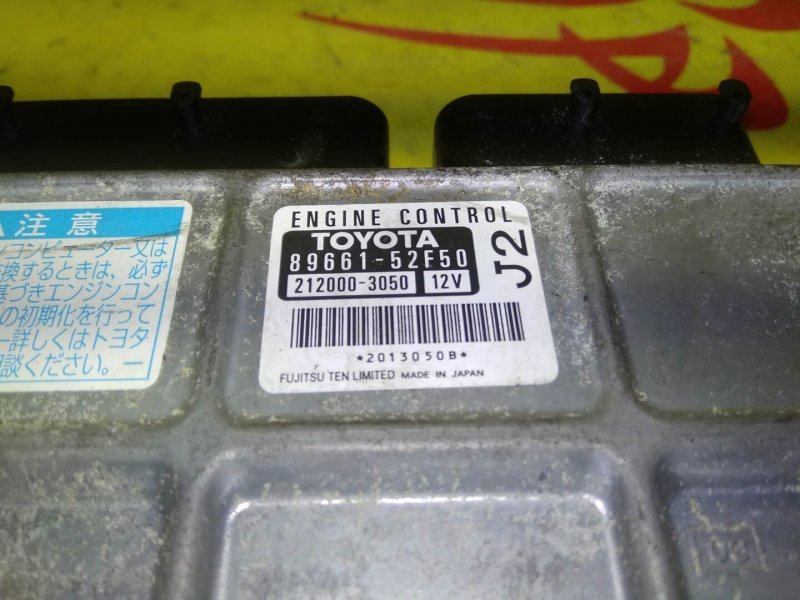 注意
コンピューター又は
換するときは、必ず
基づきエンジンコン
の初期化を行って
ー詳しくはトヨタ
相談ください。ー
ENGINE CONTROL
TOYOTA
89661-52F50
212000-3050 12V
J2
*2013050B*
FUJITSU TEN LIMITED MADE IN JAPAN